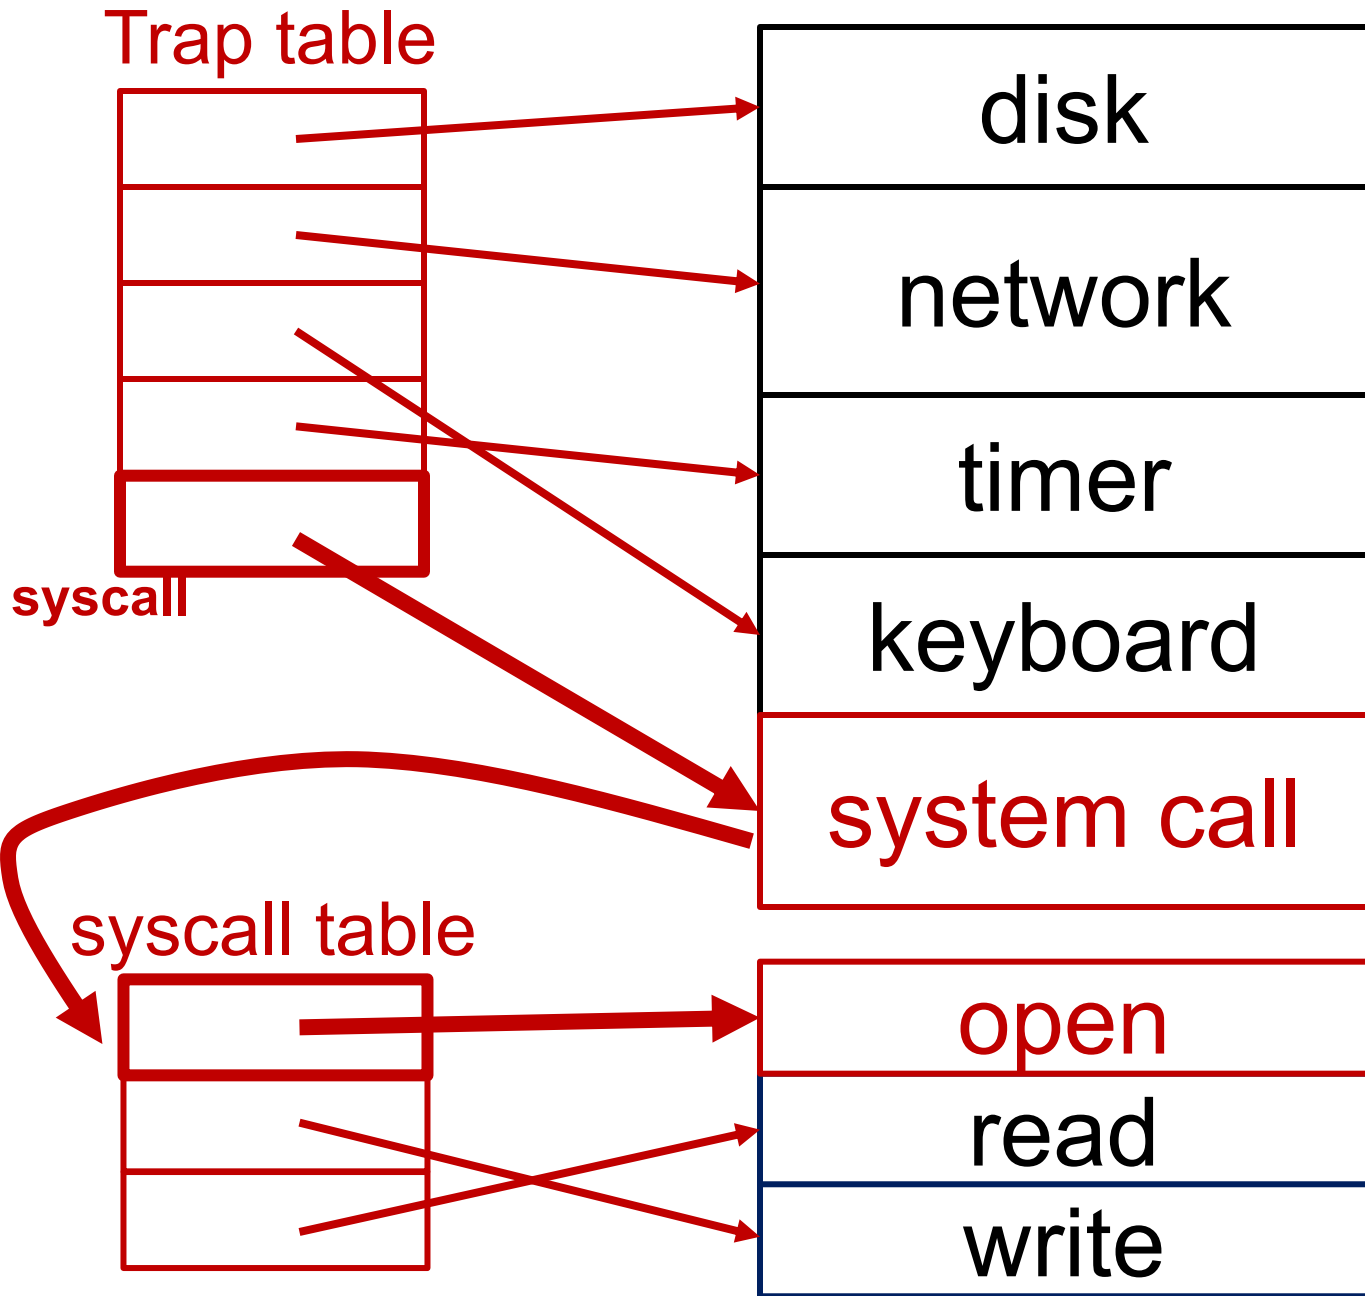 Trap table
disk
network
timer
keyboard
syscall
system call
syscall table
open
read
write